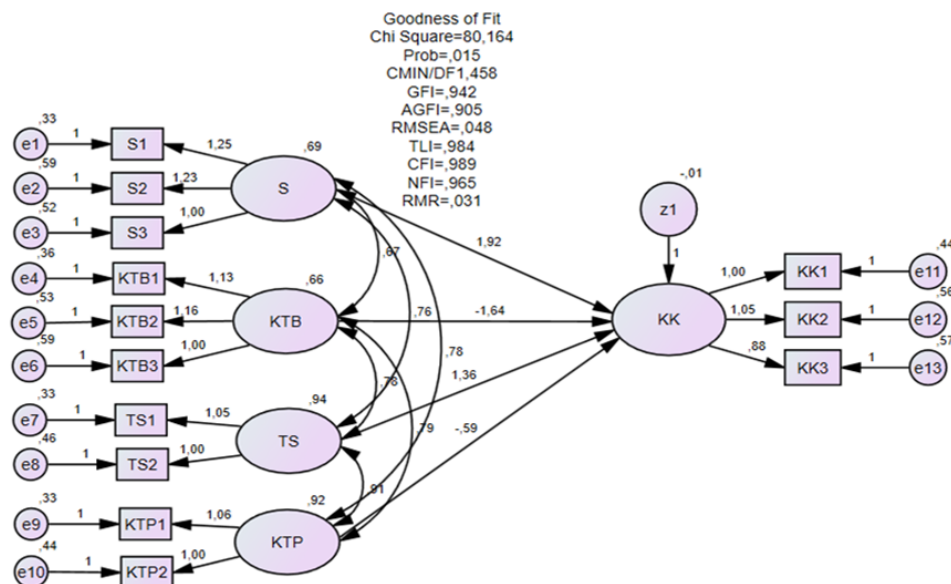 Goodness of Fit
Chi Square=80,164
Prob=,015
CMIN/DF1,458
GFI=,942
AGFI=,905
RMSEA=,048
TLI=,984
CFI=,989
NFI=,965
RMR=,031
,33
e1 1 S1 1,25
,59
e2 1 S2 1,23
,52
e3 1 S3 1,00
,69
S
,36
e4 1 KTB1 1,13
,53
e5 1 KTB2 1,16
,59
e6 1 KTB3 1,00
,66
KTB
,33
e7 1 TS1 1,05
,46
e8 1 TS2 1,00
,94
TS
,33
e9 1 KTP1 1,06
,44
e10 1 KTP2 1,00
,92
KTP
,67
,76
,78
,78
,79
,91
1,92
-1,64
1,36
-,59
-,01
z1
1
KK
1,00 KK1 1 e11 ,44
1,05 KK2 1 e12 ,56
,88 KK3 1 e13 ,57